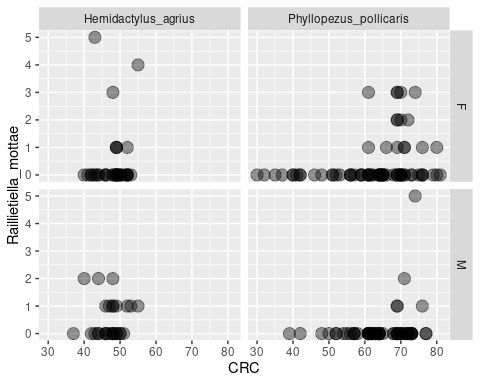 Hemidactylus_agrius Phyllopezus_pollicaris
5
4
3
2
1
0
F
5
4
3
2
1
0
M
Raillietiella_mottae
30 40 50 60 70 80 30 40 50 60 70 80
CRC